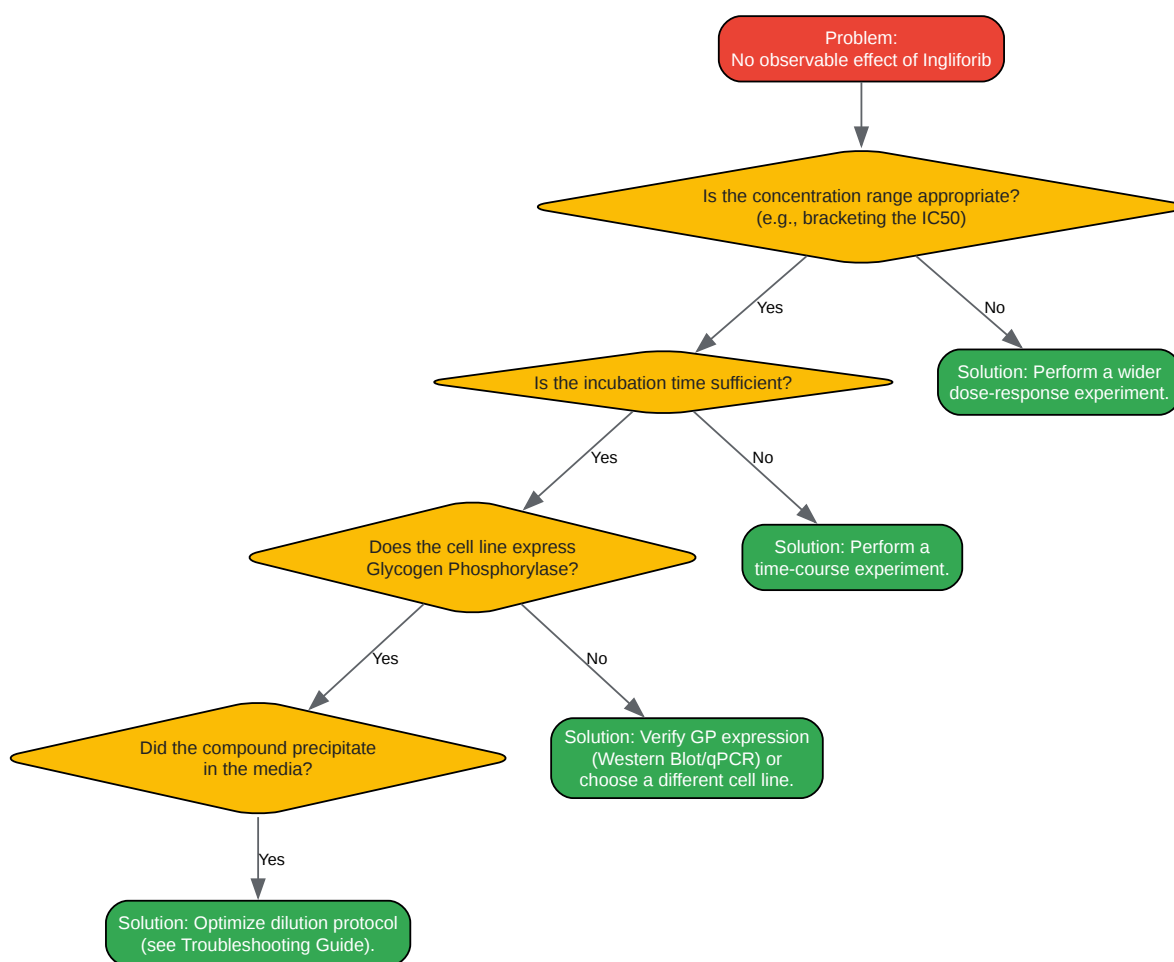 Problem:
No observable effect of Ingliforib
Is the concentration range appropriate?
(e.g., bracketing the IC50)
Yes
No
Is the incubation time sufficient?
Solution: Perform a wider
dose-response experiment.
Yes
No
Does the cell line express
Glycogen Phosphorylase?
Solution: Perform a
time-course experiment.
Yes
No
Did the compound precipitate
in the media?
Solution: Verify GP expression
(Western Blot/qPCR) or
choose a different cell line.
Yes
Solution: Optimize dilution protocol
(see Troubleshooting Guide).